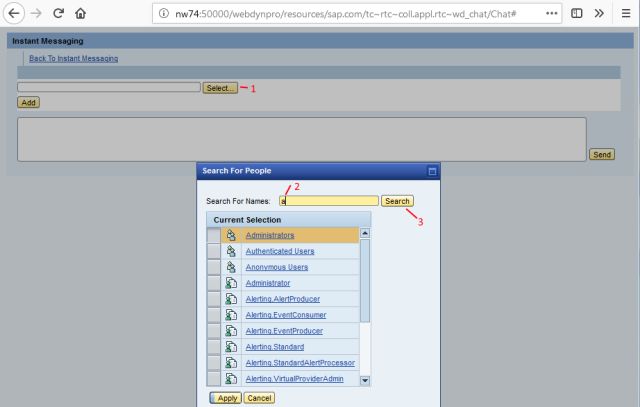 nw74:50000/webdynpro/resources/sap.com/tc~rtc~coll.appl.rtc~wd_chat/Chat#
Instant Messaging
Back To Instant Messaging
Select... 1
Add
Send
Search For People
2
Search For Names: a Search
3
Current Selection
Administrators
Authenticated Users
Anonymous Users
Administrator
Alerting.AlertProducer
Alerting.EventConsumer
Alerting.EventProducer
Alerting.Standard
Alerting.StandardAlertProcessor
Alerting.VirtualProviderAdmin
Apply Cancel